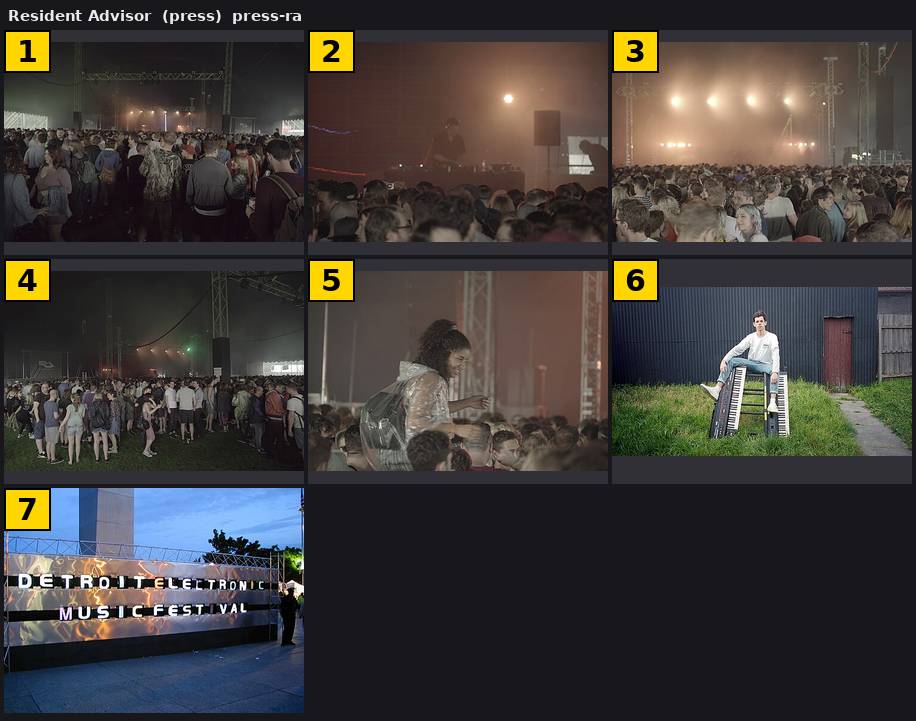 Resident Advisor (press) press-ra
1
2
3
4
5
6
7
DETROIT ELECTRONIC
MUSIC FESTIVAL